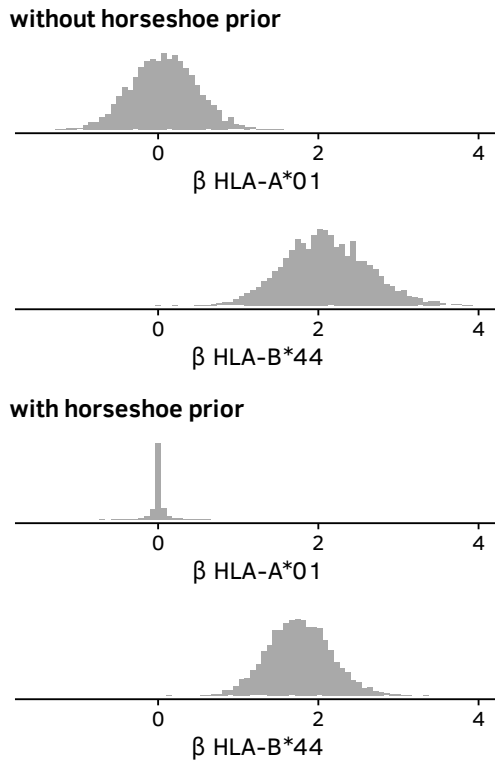 without horseshoe prior
0 2 4
β HLA-A*01
0 2 4
β HLA-B*44
with horseshoe prior
0 2 4
β HLA-A*01
0 2 4
β HLA-B*44